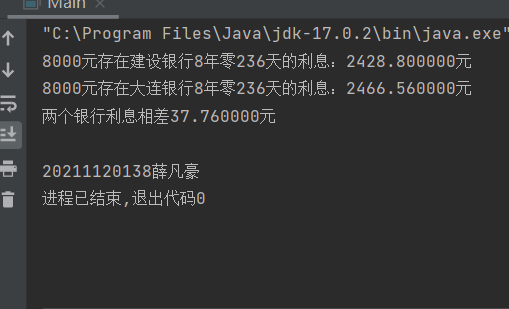 Main
"C:\Program Files\Java\jdk-17.0.2\bin\java.exe"
8000元存在建设银行8年零236天的利息：2428.800000元
8000元存在大连银行8年零236天的利息：2466.560000元
两个银行利息相差37.760000元
20211120138薛凡豪
进程已结束,退出代码0